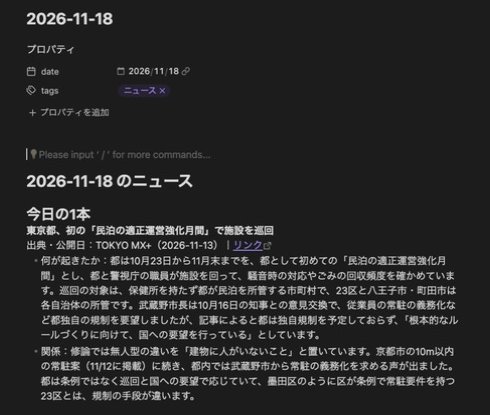 2026-11-18
プロパティ
date 2026/11/18
tags ニュース ×
＋ プロパティを追加
Please input ' / ' for more commands...
2026-11-18 のニュース
今日の1本
東京都、初の「民泊の適正運営強化月間」で施設を巡回
出典・公開日：TOKYO MX+（2026-11-13）｜リンク
・何が起きたか：都は10月23日から11月末までを、都として初めての「民泊の適正運営強化月
間」とし、都と警視庁の職員が施設を回って、騒音時の対応やごみの回収頻度を確かめていま
す。巡回の対象は、保健所を持たず都が民泊を所管する市町村で、23区と八王子市・町田市は
各自治体の所管です。武蔵野市長は10月16日の知事との意見交換で、従業員の常駐の義務化な
ど都独自の規制を要望しましたが、記事によると都は独自規制を予定しておらず、「根本的なル
ールづくりに向けて、国への要望を行っている」としています。
・関係：修論では無人型の違いを「建物に人がいないこと」と置いています。京都市の10m以内
の常駐案（11/12に掲載）に続き、都内では武蔵野市から常駐の義務化を求める声が出ました。
都は条例ではなく巡回と国への要望で応じていて、墨田区のように区が条例で常駐要件を持つ
23区とは、規制の手段が違います。